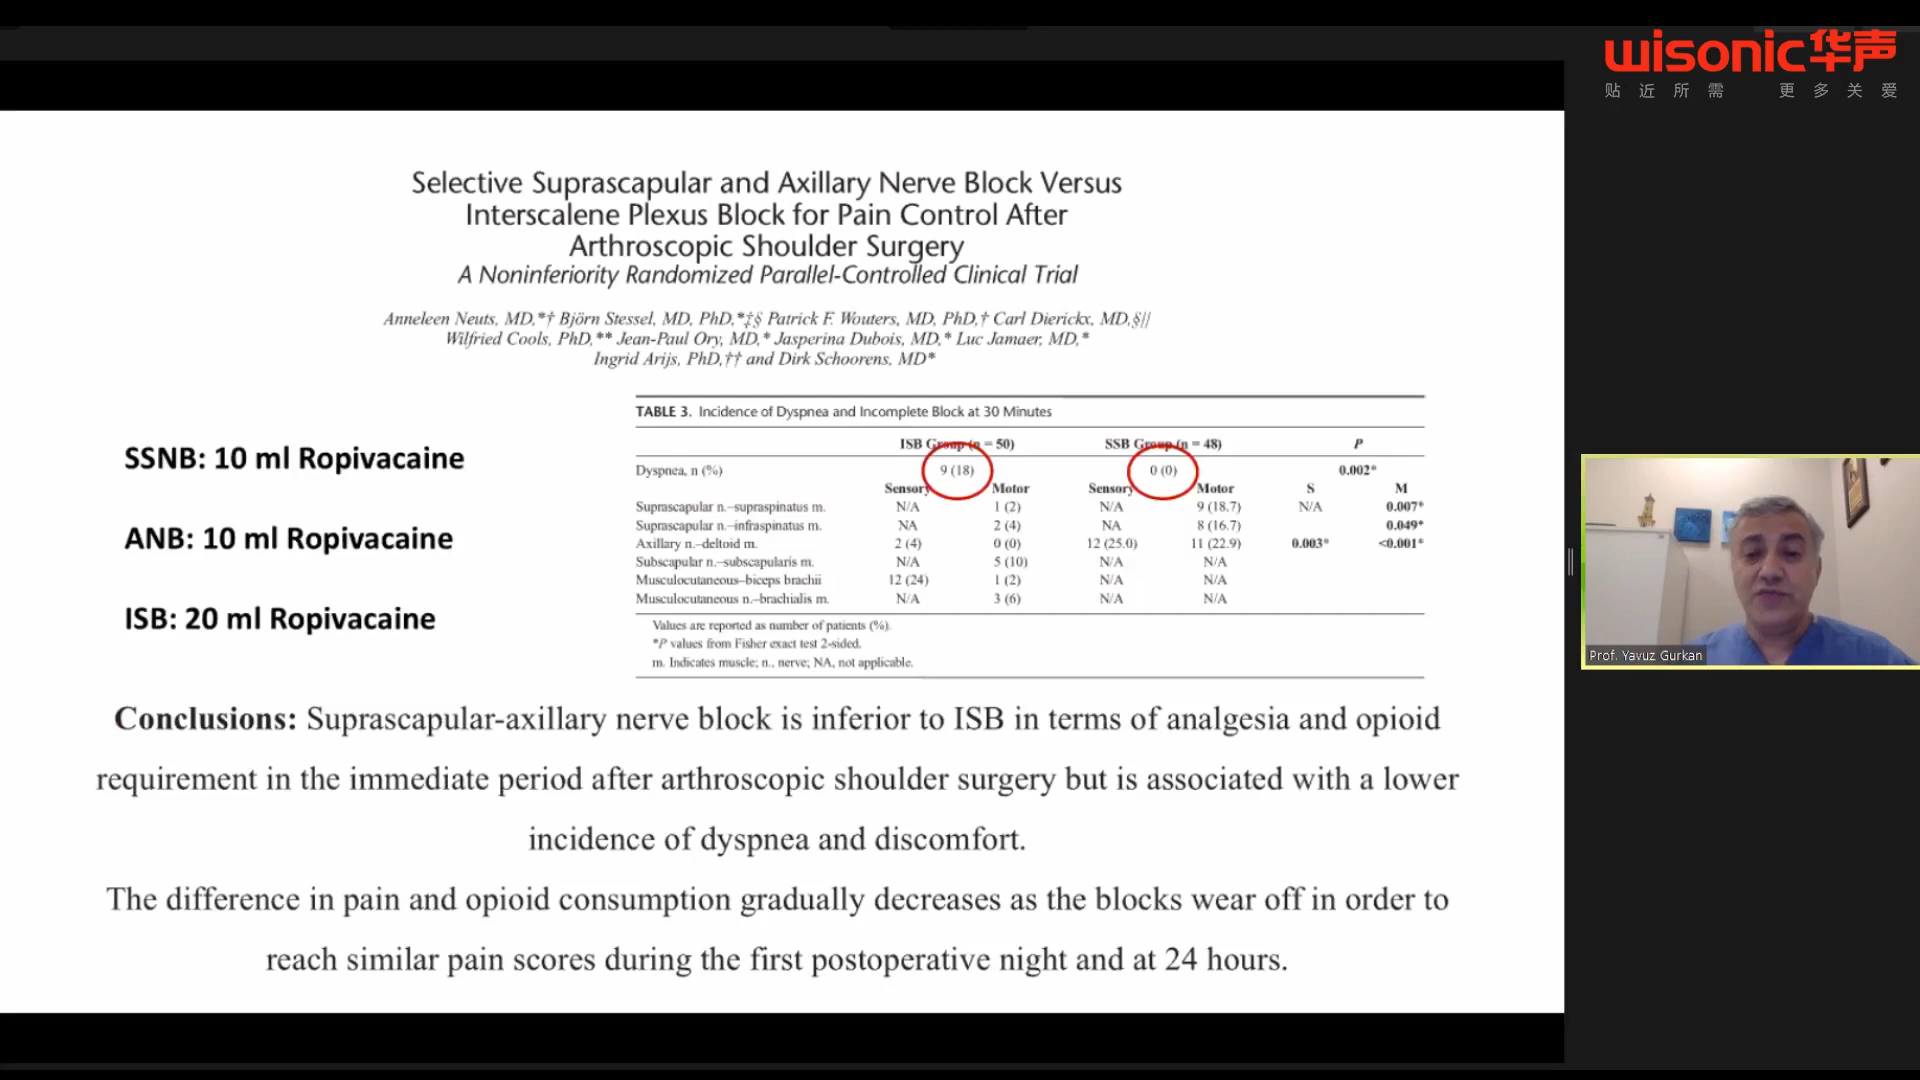 wisonic华声
贴近所需 更多关爱
Selective Suprascapular and Axillary Nerve Block Versus
Interscalene Plexus Block for Pain Control After
Arthroscopic Shoulder Surgery
A Noninferiority Randomized Parallel-Controlled Clinical Trial
Anneleen Neuts, MD,*† Björn Stessel, MD, PhD,*‡§ Patrick F. Wouters, MD, PhD,† Carl Dierickx, MD,§||
Wilfried Cools, PhD,** Jean-Paul Ory, MD,* Jasperina Dubois, MD,* Luc Jamaer, MD,*
Ingrid Arijs, PhD,†† and Dirk Schoorens, MD*
SSNB: 10 ml Ropivacaine
ANB: 10 ml Ropivacaine
ISB: 20 ml Ropivacaine
TABLE 3. Incidence of Dyspnea and Incomplete Block at 30 Minutes
ISB Group (n = 50) SSB Group (n = 48) P
Dyspnea, n (%) 9 (18) 0 (0) 0.002*
Sensory Motor Sensory Motor S M
Suprascapular n.–supraspinatus m. N/A 1 (2) N/A 9 (18.7) N/A 0.007*
Suprascapular n.–infraspinatus m. NA 2 (4) NA 8 (16.7) 0.049*
Axillary n.–deltoid m. 2 (4) 0 (0) 12 (25.0) 11 (22.9) 0.003* <0.001*
Subscapular n.–subscapularis m. N/A 5 (10) N/A N/A
Musculocutaneous–biceps brachii 12 (24) 1 (2) N/A N/A
Musculocutaneous n.–brachialis m. N/A 3 (6) N/A N/A
Values are reported as number of patients (%).
*P values from Fisher exact test 2-sided.
m. Indicates muscle; n., nerve; NA, not applicable.
Conclusions: Suprascapular-axillary nerve block is inferior to ISB in terms of analgesia and opioid
requirement in the immediate period after arthroscopic shoulder surgery but is associated with a lower
incidence of dyspnea and discomfort.
The difference in pain and opioid consumption gradually decreases as the blocks wear off in order to
reach similar pain scores during the first postoperative night and at 24 hours.
Prof. Yavuz Gurkan